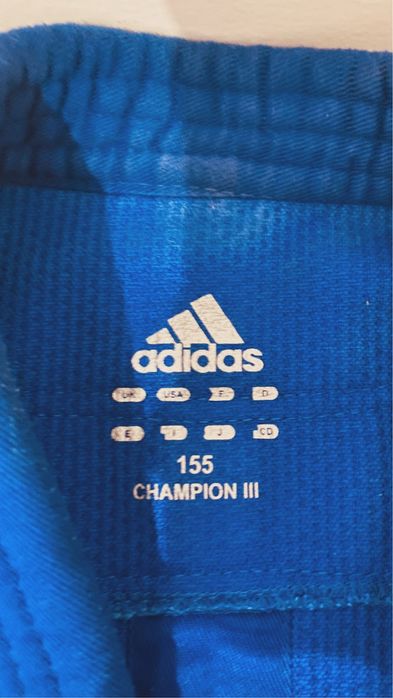 adidas
UK USA F D
E I J CD
155
CHAMPION III